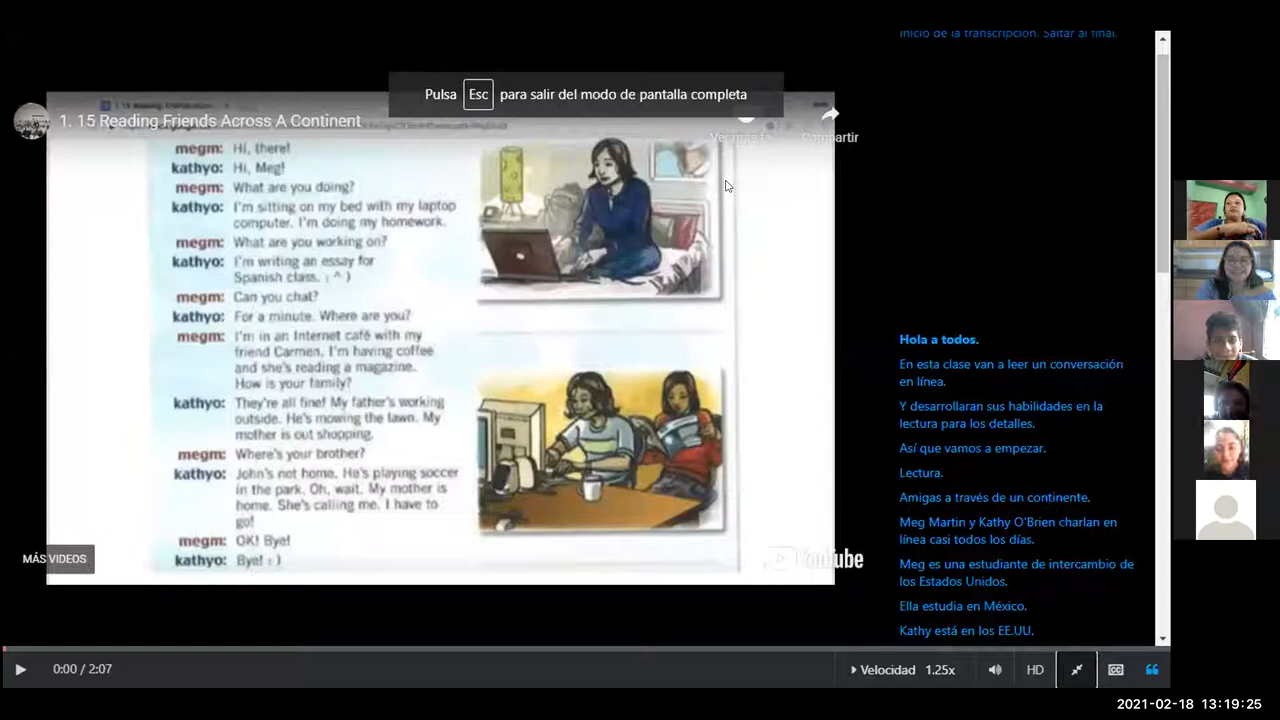 Inicio de la transcripción. Saltar al final.
Pulsa Esc para salir del modo de pantalla completa
1. 15 Reading Friends Across A Continent
Ver más ta
Compartir
megm: Hi, there!
kathyo: Hi, Meg!
megm: What are you doing?
kathyo: I'm sitting on my bed with my laptop
computer. I'm doing my homework.
megm: What are you working on?
kathyo: I'm writing an essay for
Spanish class. : ^ )
megm: Can you chat?
kathyo: For a minute. Where are you?
megm: I'm in an Internet café with my
friend Carmen. I'm having coffee
and she's reading a magazine.
How is your family?
kathyo: They're all fine! My father's working
outside. He's mowing the lawn. My
mother is out shopping.
megm: Where's your brother?
kathyo: John's not home. He's playing soccer
in the park. Oh, wait. My mother is
home. She's calling me. I have to
go!
megm: OK! Bye!
kathyo: Bye! : )
MÁS VIDEOS
YouTube
Hola a todos.
En esta clase van a leer un conversación
en línea.
Y desarrollaran sus habilidades en la
lectura para los detalles.
Así que vamos a empezar.
Lectura.
Amigas a través de un continente.
Meg Martin y Kathy O'Brien charlan en
línea casi todos los días.
Meg es una estudiante de intercambio de
los Estados Unidos.
Ella estudia en México.
Kathy está en los EE.UU.
0:00 / 2:07
Velocidad 1.25x
HD
CC
2021-02-18 13:19:25